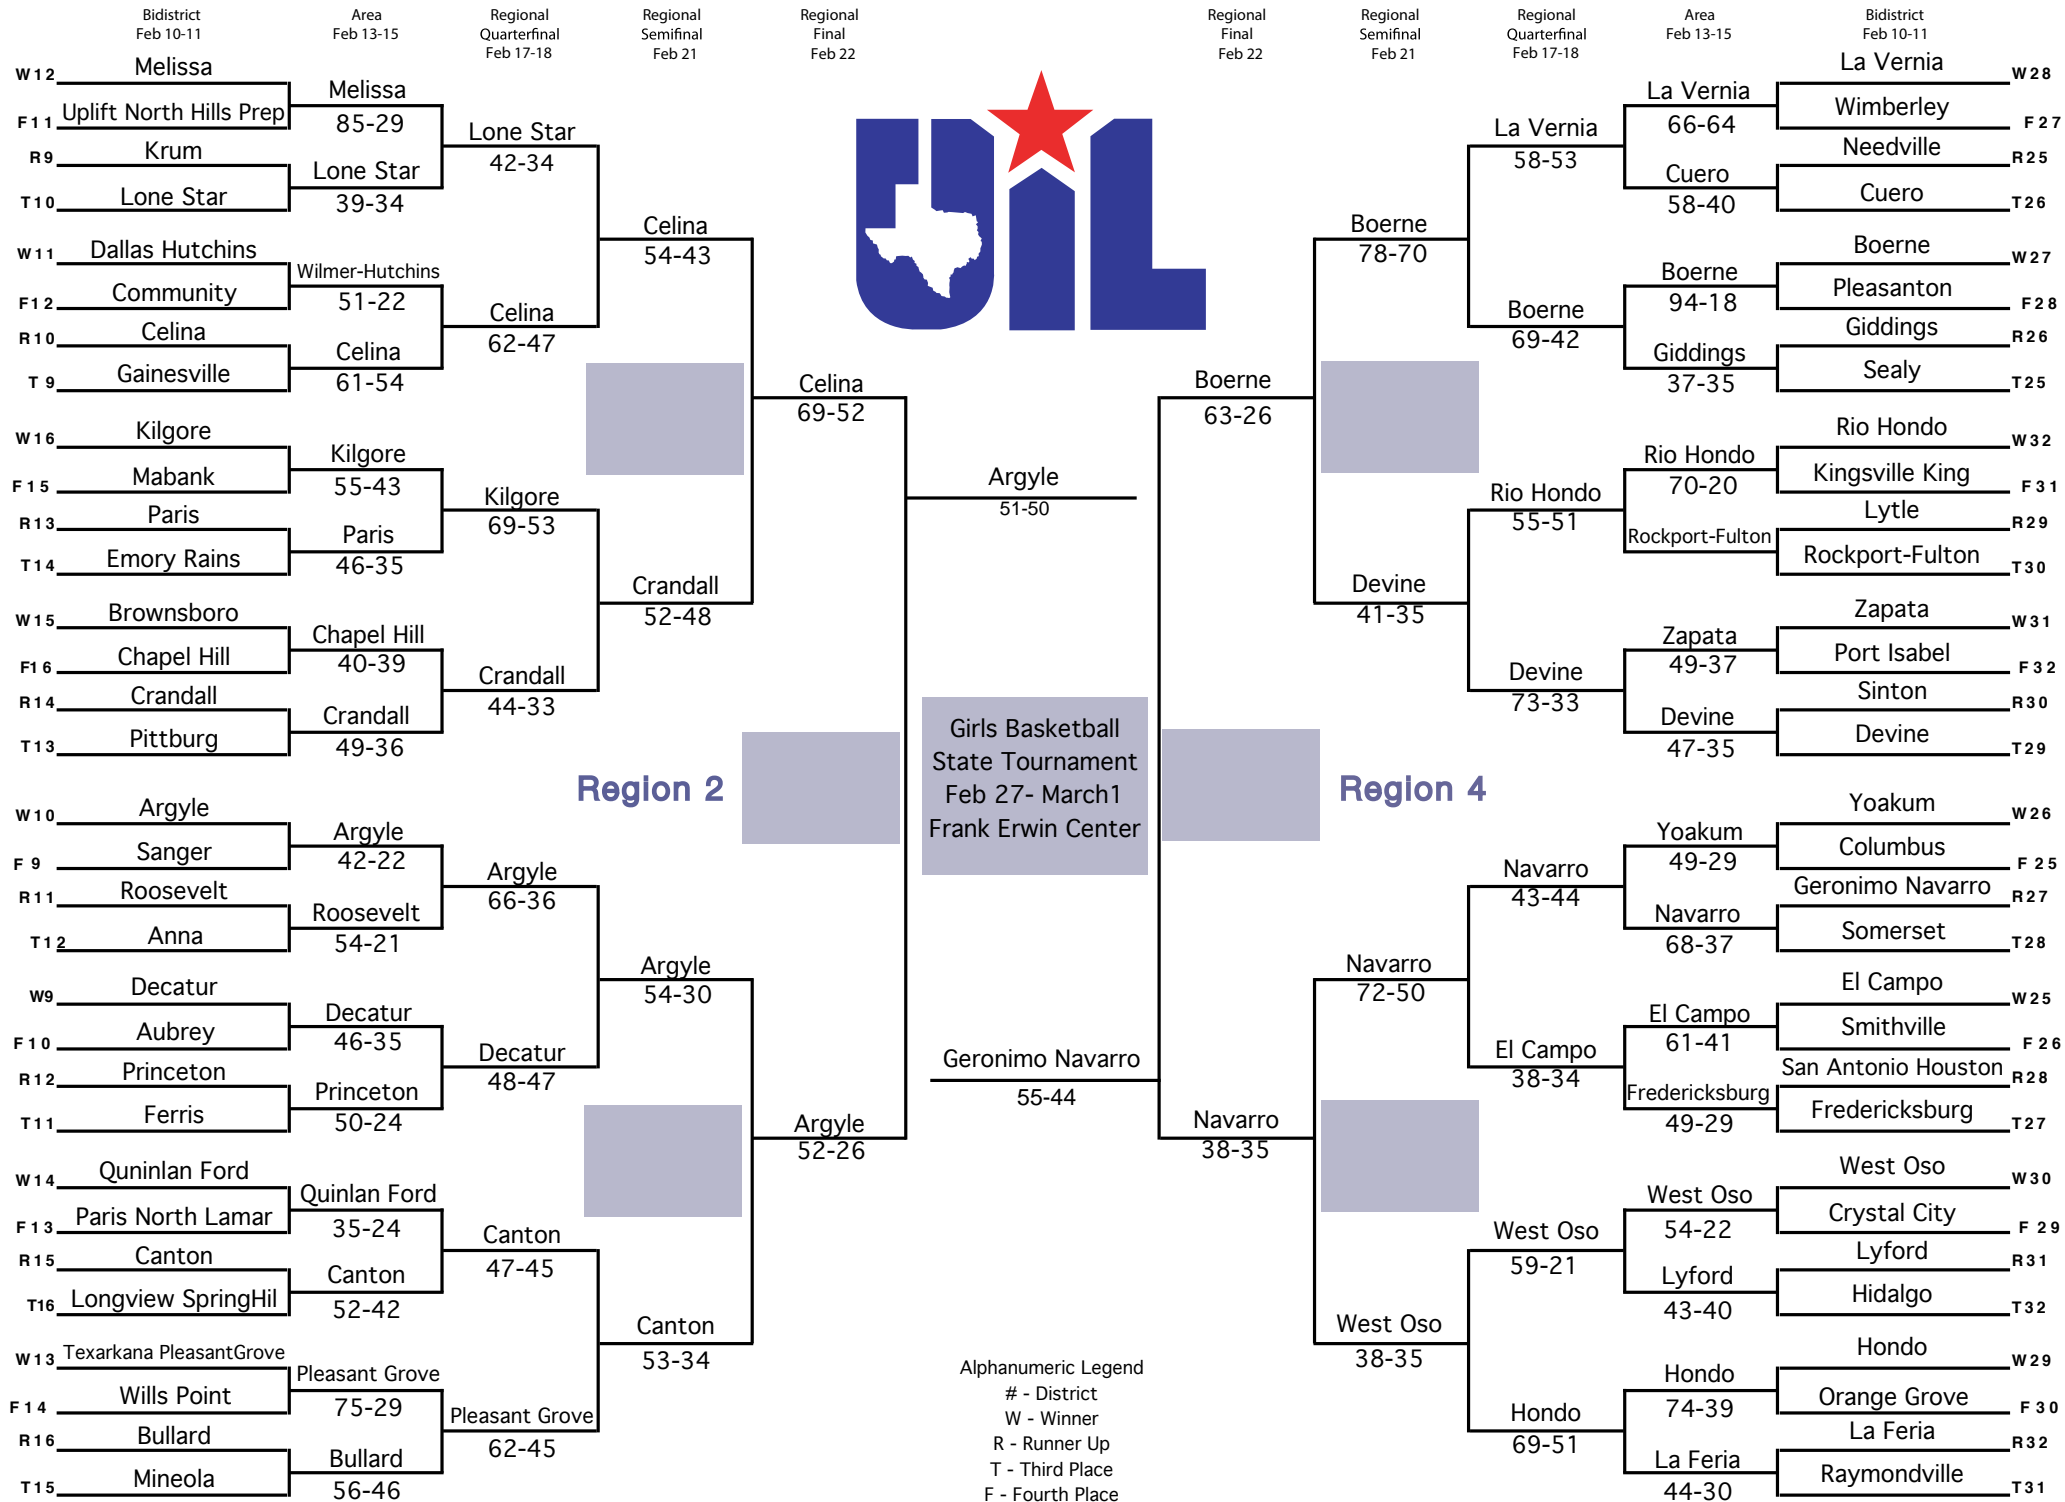 Bidistrict
Feb 10-11
Area
Feb 13-15
Regional
Quarterfinal
Feb 17-18
Regional
Semifinal
Feb 21
Regional
Final
Feb 22
Regional
Final
Feb 22
Regional
Semifinal
Feb 21
Regional
Quarterfinal
Feb 17-18
Area
Feb 13-15
Bidistrict
Feb 10-11
W12 Melissa
F11 Uplift North Hills Prep
R9 Krum
T10 Lone Star
W11 Dallas Hutchins
F12 Community
R10 Celina
T 9 Gainesville
W16 Kilgore
F15 Mabank
R13 Paris
T14 Emory Rains
W15 Brownsboro
F16 Chapel Hill
R14 Crandall
T13 Pittburg
W10 Argyle
F 9 Sanger
R11 Roosevelt
T12 Anna
W9 Decatur
F10 Aubrey
R12 Princeton
T11 Ferris
W14 Quninlan Ford
F13 Paris North Lamar
R15 Canton
T16 Longview SpringHil
W13 Texarkana PleasantGrove
F14 Wills Point
R16 Bullard
T15 Mineola
Melissa
85-29
Lone Star
39-34
Wilmer-Hutchins
51-22
Celina
61-54
Kilgore
55-43
Paris
46-35
Chapel Hill
40-39
Crandall
49-36
Argyle
42-22
Roosevelt
54-21
Decatur
46-35
Princeton
50-24
Quinlan Ford
35-24
Canton
52-42
Pleasant Grove
75-29
Bullard
56-46
Lone Star
42-34
Celina
62-47
Kilgore
69-53
Crandall
44-33
Argyle
66-36
Decatur
48-47
Canton
47-45
Pleasant Grove
62-45
Celina
54-43
Crandall
52-48
Argyle
54-30
Canton
53-34
Celina
69-52
Argyle
52-26
Region 2
UIL
Argyle
51-50
Girls Basketball
State Tournament
Feb 27- March1
Frank Erwin Center
Geronimo Navarro
55-44
Alphanumeric Legend
# - District
W - Winner
R - Runner Up
T - Third Place
F - Fourth Place
Region 4
Boerne
63-26
Navarro
38-35
Boerne
78-70
Devine
41-35
Navarro
72-50
West Oso
38-35
La Vernia
58-53
Boerne
69-42
Rio Hondo
55-51
Devine
73-33
Navarro
43-44
El Campo
38-34
West Oso
59-21
Hondo
69-51
La Vernia
66-64
Cuero
58-40
Boerne
94-18
Giddings
37-35
Rio Hondo
70-20
Rockport-Fulton
Zapata
49-37
Devine
47-35
Yoakum
49-29
Navarro
68-37
El Campo
61-41
Fredericksburg
49-29
West Oso
54-22
Lyford
43-40
Hondo
74-39
La Feria
44-30
La Vernia W28
Wimberley F27
Needville R25
Cuero T26
Boerne W27
Pleasanton F28
Giddings R26
Sealy T25
Rio Hondo W32
Kingsville King F31
Lytle R29
Rockport-Fulton T30
Zapata W31
Port Isabel F32
Sinton R30
Devine T29
Yoakum W26
Columbus F 25
Geronimo Navarro R27
Somerset T28
El Campo W25
Smithville F26
San Antonio Houston R28
Fredericksburg T27
West Oso W30
Crystal City F 29
Lyford R31
Hidalgo T32
Hondo W29
Orange Grove F30
La Feria R32
Raymondville T31